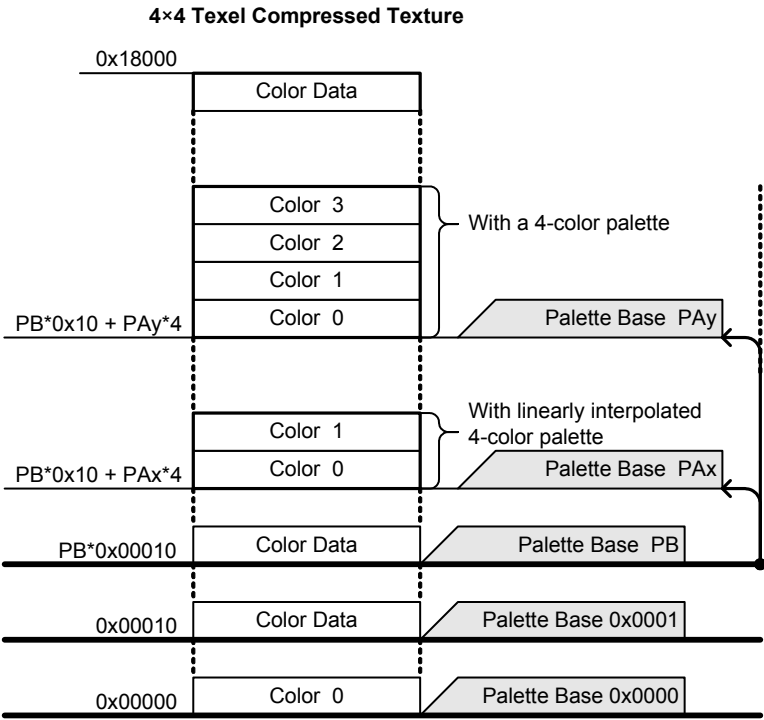 4×4 Texel Compressed Texture
0x18000
Color Data
Color 3
Color 2
Color 1
Color 0
With a 4-color palette
PB*0x10 + PAy*4
Palette Base PAy
Color 1
Color 0
With linearly interpolated
4-color palette
PB*0x10 + PAx*4
Palette Base PAx
PB*0x00010
Color Data
Palette Base PB
0x00010
Color Data
Palette Base 0x0001
0x00000
Color 0
Palette Base 0x0000